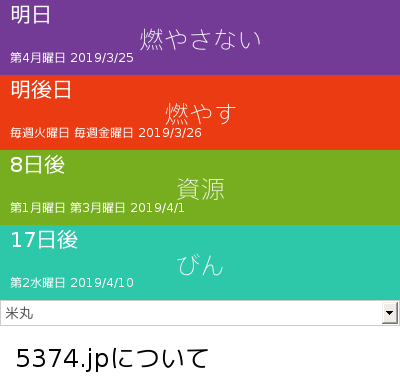 明日
燃やさない
第4月曜日 2019/3/25
明後日
燃やす
毎週火曜日 毎週金曜日 2019/3/26
8日後
資源
第1月曜日 第3月曜日 2019/4/1
17日後
びん
第2水曜日 2019/4/10
米丸
5374.jpについて